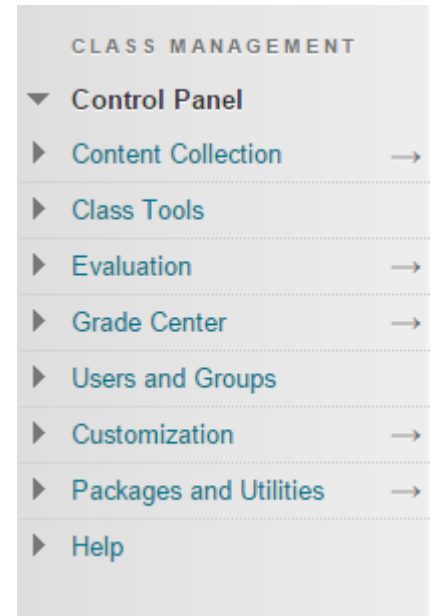 CLASS MANAGEMENT
Control Panel
Content Collection
Class Tools
Evaluation
Grade Center
Users and Groups
Customization
Packages and Utilities
Help